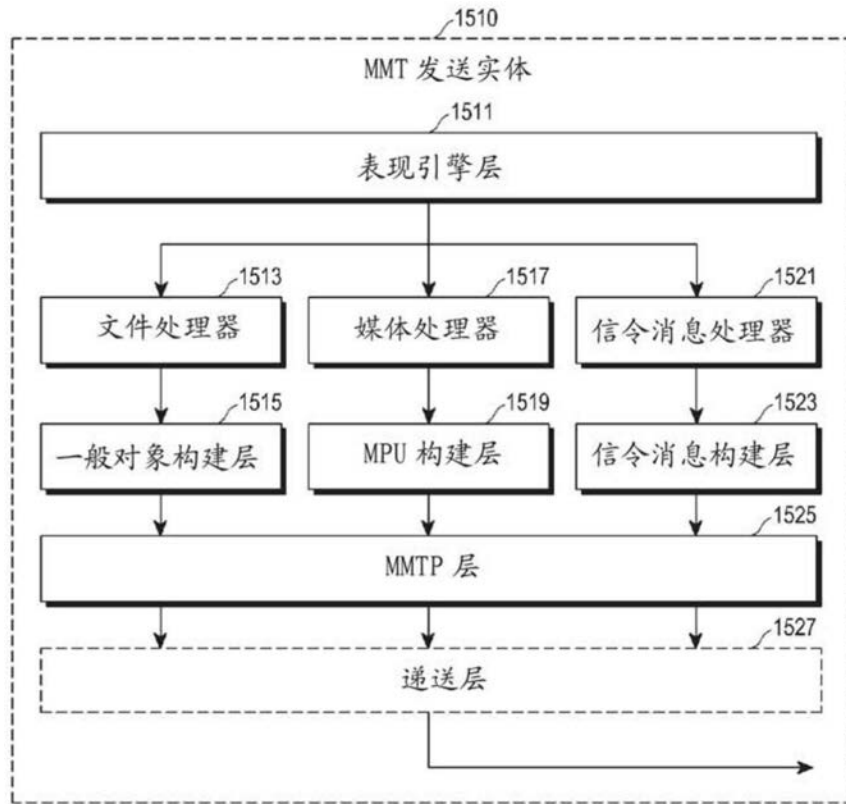 1510
MMT 发送实体
1511
表现引擎层
1513
1517
1521
文件处理器
媒体处理器
信令消息处理器
1515
1519
1523
一般对象构建层
MPU 构建层
信令消息构建层
1525
MMTP 层
1527
递送层